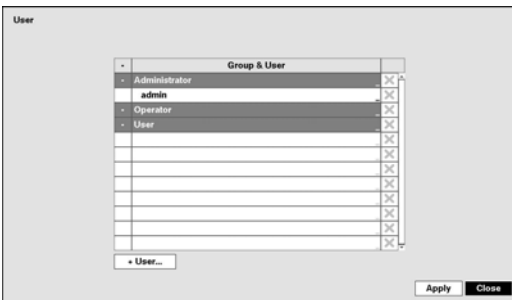 User
- Group & User
- Administrator
admin
- Operator
- User
+ User...
Apply Close